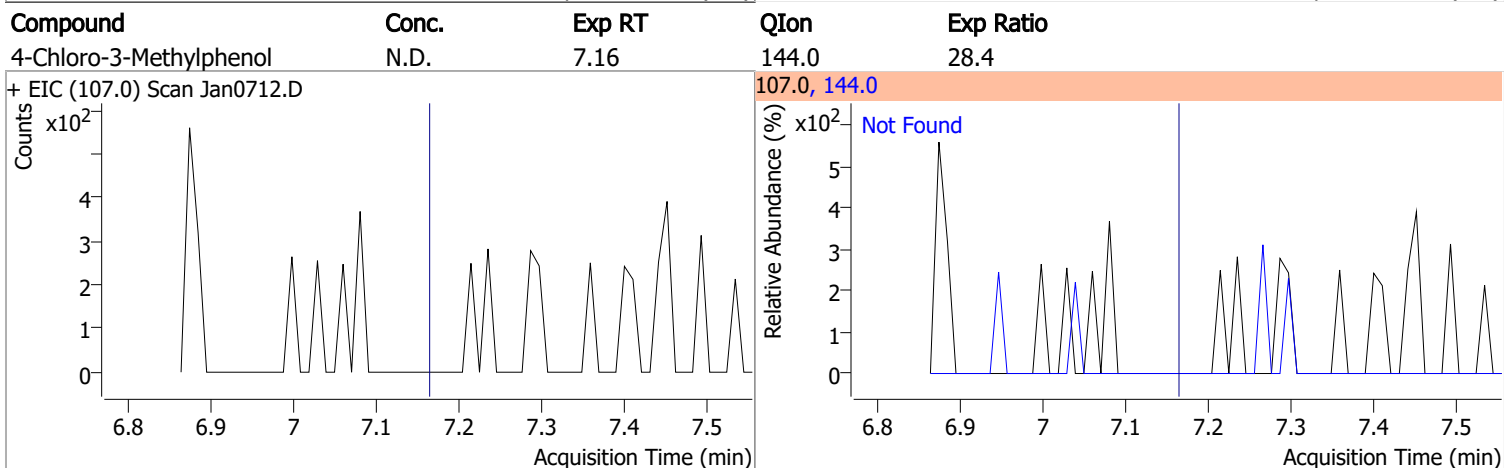 Compound Conc. Exp RT QIon Exp Ratio
4-Chloro-3-Methylphenol N.D. 7.16 144.0 28.4
+ EIC (107.0) Scan Jan0712.D
Counts
x10²
4
3
2
1
0
6.8 6.9 7 7.1 7.2 7.3 7.4 7.5
Acquisition Time (min)
107.0, 144.0
Relative Abundance (%)
x10²
Not Found
5
4
3
2
1
0
6.8 6.9 7 7.1 7.2 7.3 7.4 7.5
Acquisition Time (min)